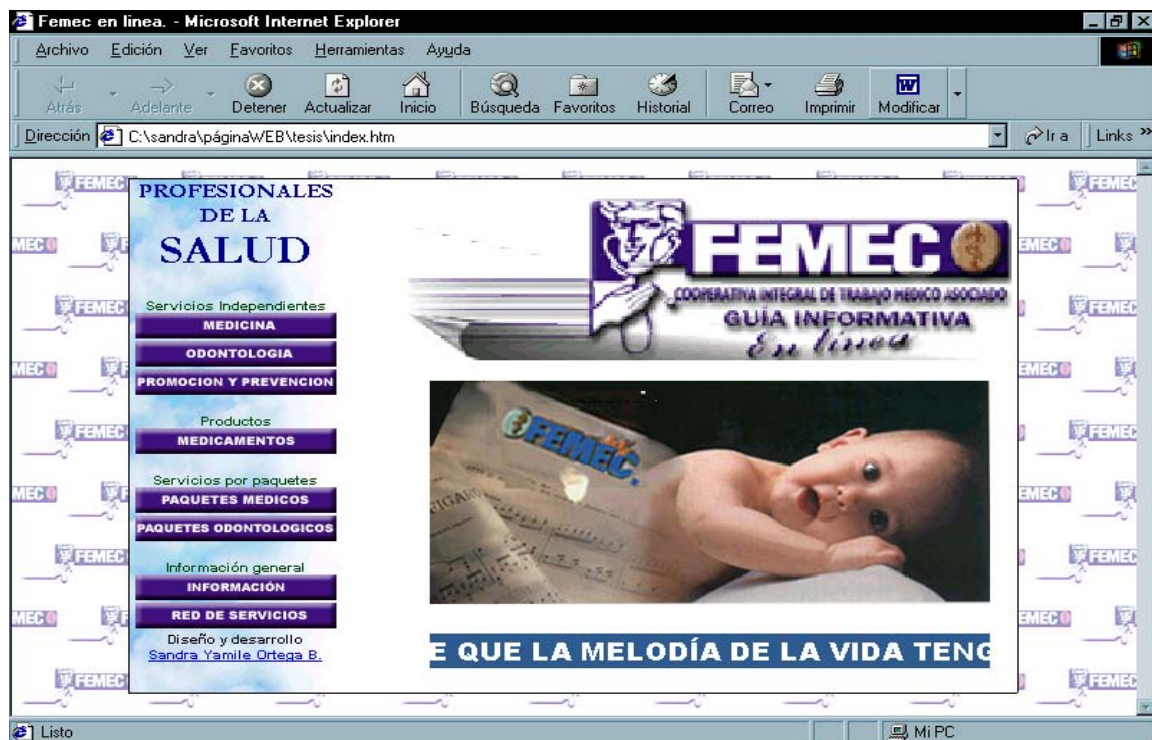 Femec en linea. - Microsoft Internet Explorer
Archivo Edición Ver Favoritos Herramientas Ayuda
Atrás Adelante Detener Actualizar Inicio Búsqueda Favoritos Historial Correo Imprimir Modificar
Dirección C:\sandra\páginaWEB\tesis\index.htm Ir a Links »
PROFESIONALES
DE LA
SALUD
Servicios Independientes
MEDICINA
ODONTOLOGIA
PROMOCION Y PREVENCION
Productos
MEDICAMENTOS
Servicios por paquetes
PAQUETES MEDICOS
PAQUETES ODONTOLOGICOS
Información general
INFORMACIÓN
RED DE SERVICIOS
Diseño y desarrollo
Sandra Yamile Ortega B.
FEMEC
COOPERATIVA INTEGRAL DE TRABAJO MEDICO ASOCIADO
GUÍA INFORMATIVA
En línea
FEMEC.
FIGARO
E QUE LA MELODÍA DE LA VIDA TENG
Listo Mi PC